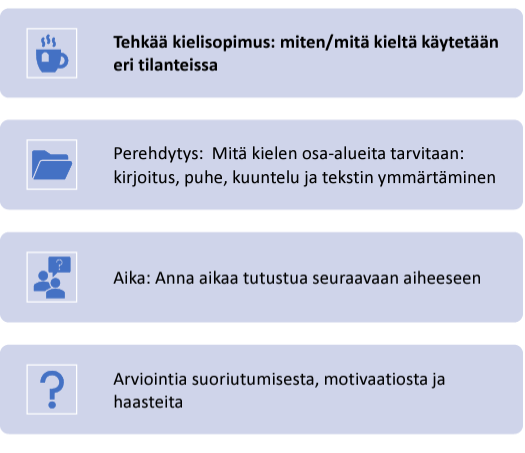 Tehkää kielisopimus: miten/mitä kieltä käytetään
eri tilanteissa
Perehdytys:  Mitä kielen osa-alueita tarvitaan:
kirjoitus, puhe, kuuntelu ja tekstin ymmärtäminen
Aika: Anna aikaa tutustua seuraavaan aiheeseen
Arviointia suoriutumisesta, motivaatiosta ja
haasteita